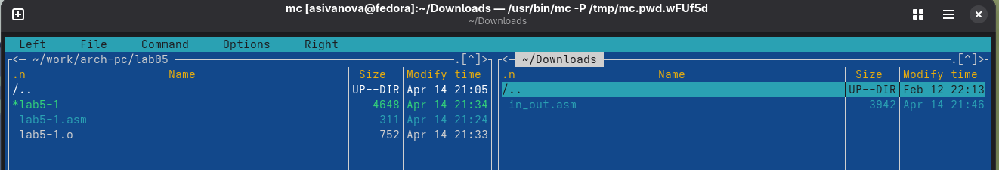 mc [asivanova@fedora]:~/Downloads — /usr/bin/mc -P /tmp/mc.pwd.wFUf5d
~/Downloads
Left File Command Options Right
<— ~/work/arch-pc/lab05 .[^]> <— ~/Downloads .[^]>
.n Name Size Modify time .n Name Size Modify time
/.. UP--DIR Apr 14 21:05 /.. UP--DIR Feb 12 22:13
*lab5-1 4648 Apr 14 21:34 in_out.asm 3942 Apr 14 21:46
lab5-1.asm 311 Apr 14 21:24
lab5-1.o 752 Apr 14 21:33